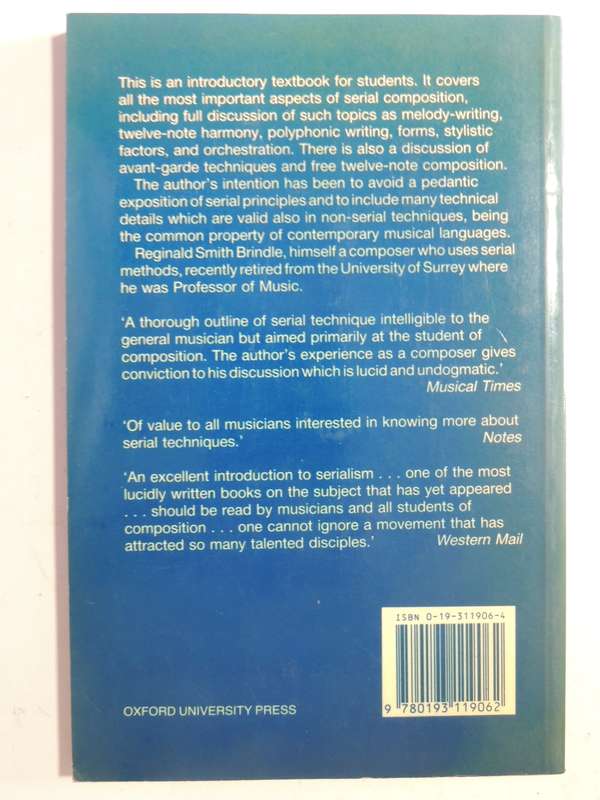 This is an introductory textbook for students. It covers
all the most important aspects of serial composition,
including full discussion of such topics as melody-writing,
twelve-note harmony, polyphonic writing, forms, stylistic
factors, and orchestration. There is also a discussion of
avant-garde techniques and free twelve-note composition.
The author's intention has been to avoid a pedantic
exposition of serial principles and to include many technical
details which are valid also in non-serial techniques, being
the common property of contemporary musical languages.
Reginald Smith Brindle, himself a composer who uses serial
methods, recently retired from the University of Surrey where
he was Professor of Music.
'A thorough outline of serial technique intelligible to the
general musician but aimed primarily at the student of
composition. The author's experience as a composer gives
conviction to his discussion which is lucid and undogmatic.'
Musical Times
'Of value to all musicians interested in knowing more about
serial techniques.' Notes
'An excellent introduction to serialism . . . one of the most
lucidly written books on the subject that has yet appeared
. . . should be read by musicians and all students of
composition . . . one cannot ignore a movement that has
attracted so many talented disciples.' Western Mail
ISBN 0-19-311906-4
9 780193 119062
OXFORD UNIVERSITY PRESS